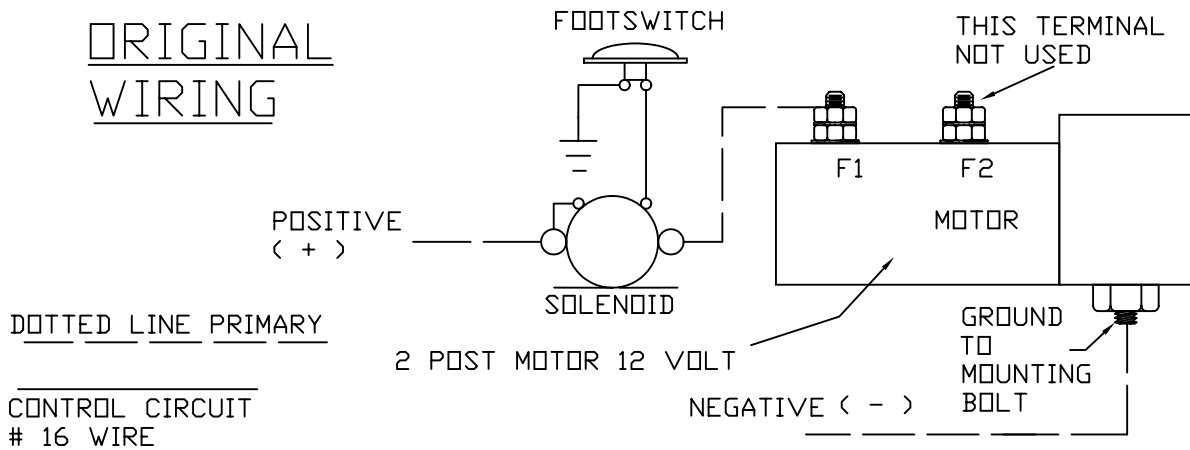 ORIGINAL
WIRING
FOOTSWITCH
THIS TERMINAL
NOT USED
F1
F2
MOTOR
POSITIVE
( + )
SOLENOID
DOTTED LINE PRIMARY
2 POST MOTOR 12 VOLT
GROUND
TO
MOUNTING
BOLT
CONTROL CIRCUIT
# 16 WIRE
NEGATIVE ( - )